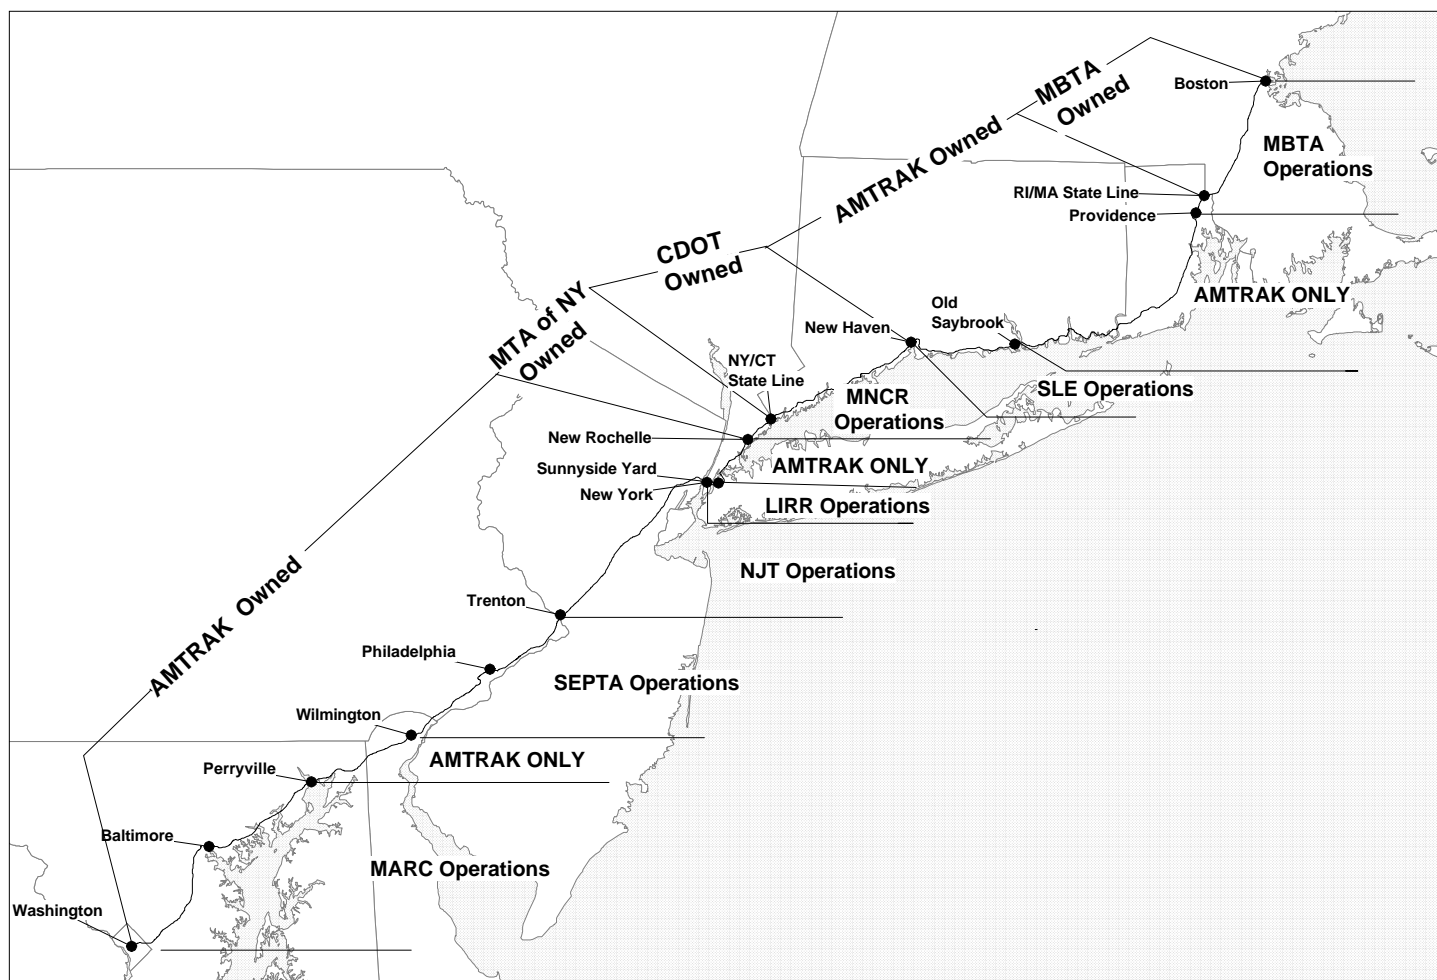 MBTA
Owned
Boston
MBTA
Operations
AMTRAK Owned
RI/MA State Line
Providence
CDOT
Owned
AMTRAK ONLY
MTA of NY
Owned
Old
Saybrook
New Haven
NY/CT
State Line
SLE Operations
MNCR
Operations
New Rochelle
AMTRAK ONLY
Sunnyside Yard
New York
LIRR Operations
AMTRAK Owned
NJT Operations
Trenton
Philadelphia
SEPTA Operations
Wilmington
AMTRAK ONLY
Perryville
Baltimore
MARC Operations
Washington